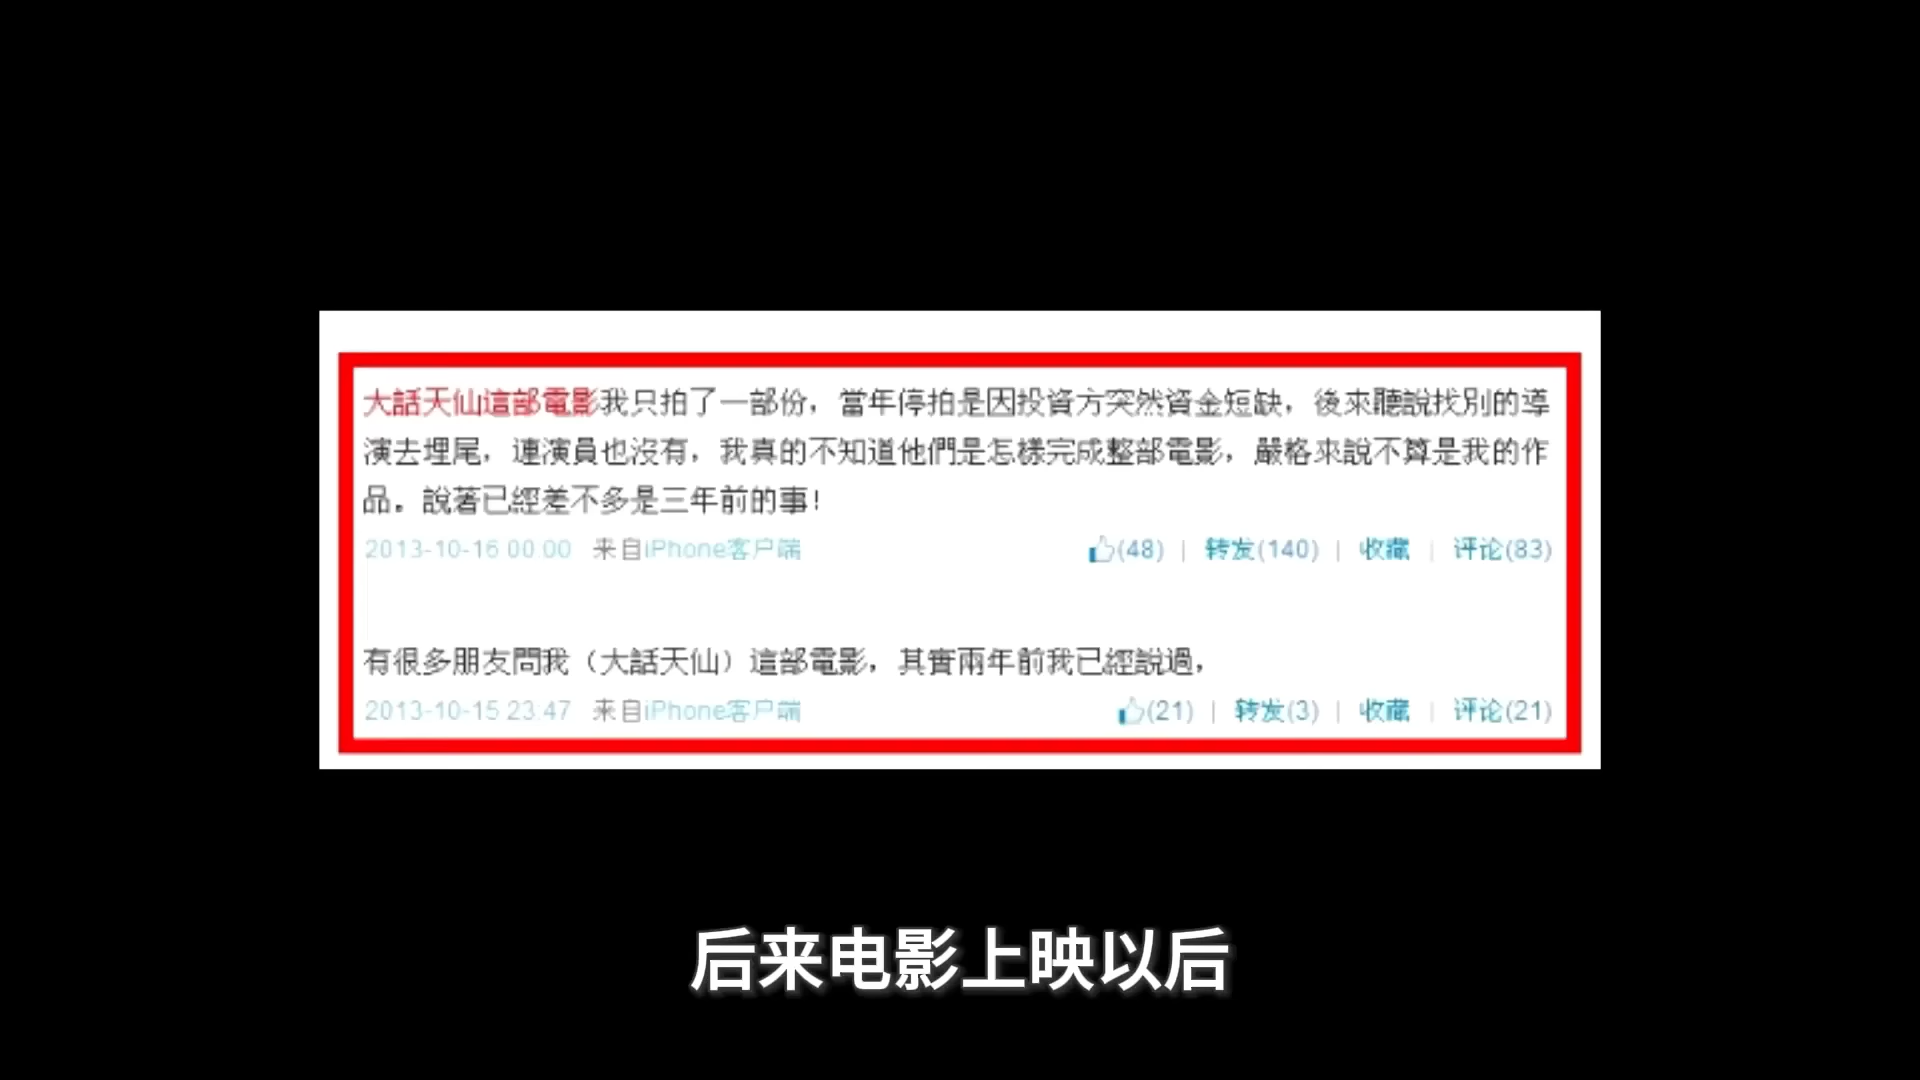 大話天仙這部電影我只拍了一部份，當年停拍是因投資方突然資金短缺，後來聽說找別的導
演去埋尾，連演員也沒有，我真的不知道他們是怎樣完成整部電影，嚴格來說不算是我的作
品。說著已經差不多是三年前的事！
2013-10-16 00:00 来自iPhone客户端 (48) | 转发(140) | 收藏 | 评论(83)
有很多朋友問我（大話天仙）這部電影，其實兩年前我已經說過，
2013-10-15 23:47 来自iPhone客户端 (21) | 转发(3) | 收藏 | 评论(21)
后来电影上映以后